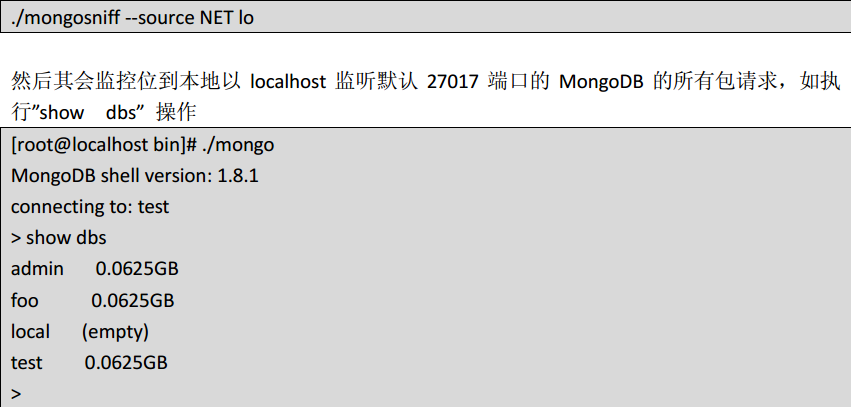 ./mongosniff --source NET lo
然后其会监控位到本地以 localhost 监听默认 27017 端口的 MongoDB 的所有包请求，如执
行”show dbs” 操作
[root@localhost bin]# ./mongo
MongoDB shell version: 1.8.1
connecting to: test
> show dbs
admin 0.0625GB
foo 0.0625GB
local (empty)
test 0.0625GB
>